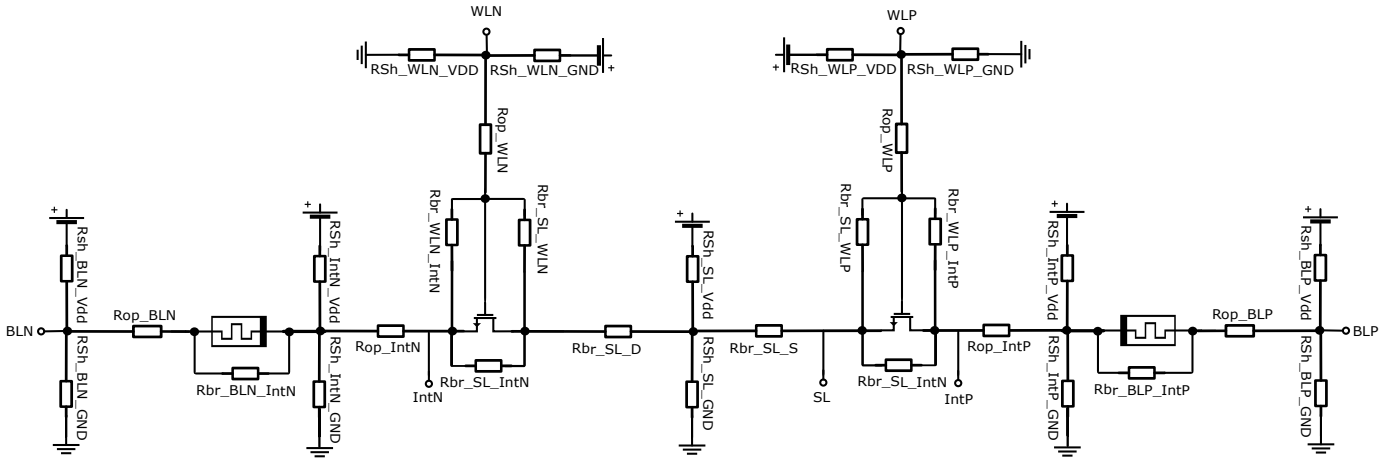 WLN
WLP
+
+
RSh_WLN_VDD
RSh_WLN_GND
RSh_WLP_VDD
RSh_WLP_GND
Rop_WLN
Rop_WLP
Rbr_WLN_IntN
Rbr_SL_WLN
Rbr_SL_WLP
Rbr_WLP_IntP
+
+
+
+
+
Rsh_BLN_Vdd
RSh_IntN_Vdd
RSh_SL_Vdd
RSh_IntP_Vdd
Rsh_BLP_Vdd
BLN
Rop_BLN
Rop_IntN
Rbr_SL_D
Rbr_SL_S
Rop_IntP
Rop_BLP
BLP
Rbr_BLN_IntN
Rbr_SL_IntN
Rbr_SL_IntN
Rbr_BLP_IntP
IntN
SL
IntP
RSh_BLN_GND
RSh_IntN_GND
RSh_SL_GND
RSh_IntP_GND
RSh_BLP_GND